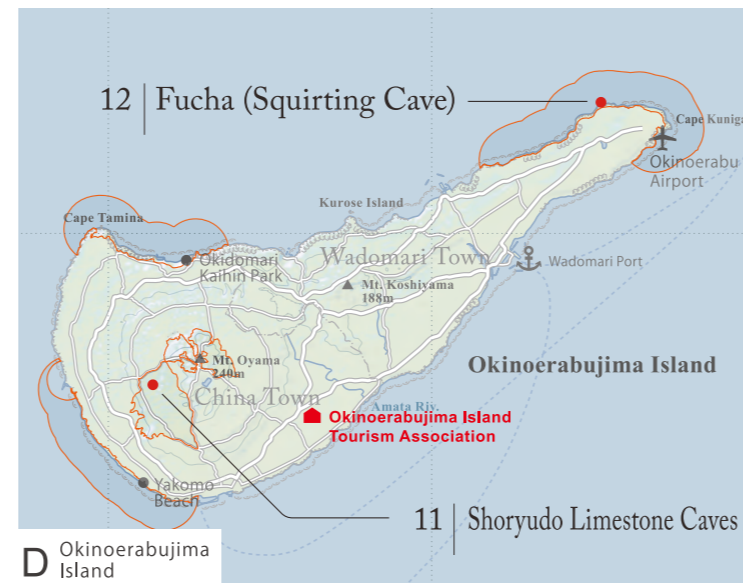 12 Fucha (Squirting Cave)
Cape Kuniga
Okinoerabu
Airport
Kurose Island
Cape Tamina
Okidomari
Kaihin Park
Wadomari Town
Wadomari Port
Mt. Koshiyama
188m
Mt. Oyama
240m
Okinoerabujima Island
China Town
Amata Riv.
Okinoerabujima Island
Tourism Association
Yakomo
Beach
11 Shoryudo Limestone Caves
D Okinoerabujima
Island